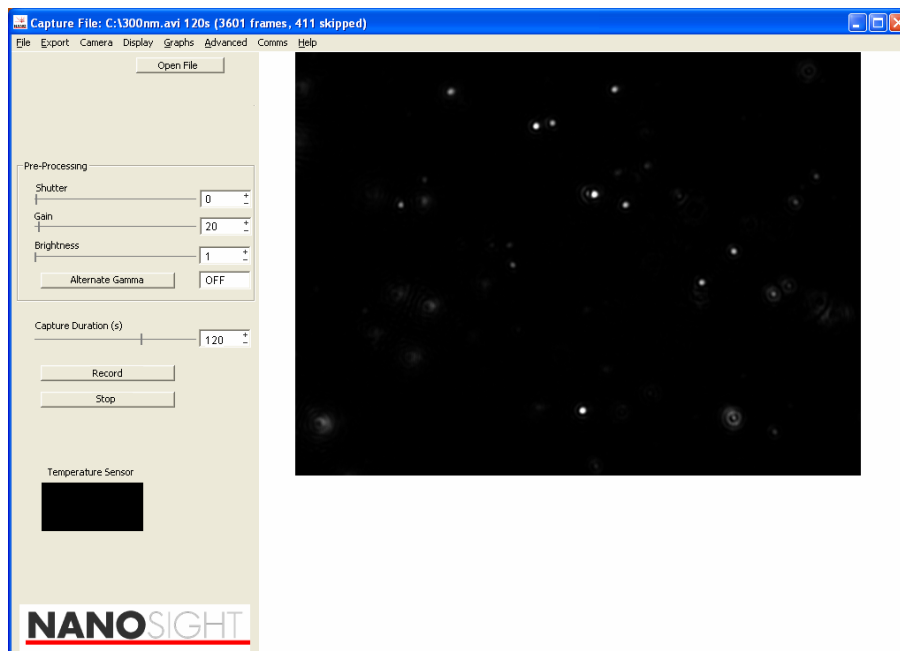 Capture File: C:\300nm.avi 120s (3601 frames, 411 skipped)
File Export Camera Display Graphs Advanced Comms Help
Open File
Pre-Processing
Shutter
0
Gain
20
Brightness
1
Alternate Gamma OFF
Capture Duration (s)
120
Record
Stop
Temperature Sensor
NANOSIGHT